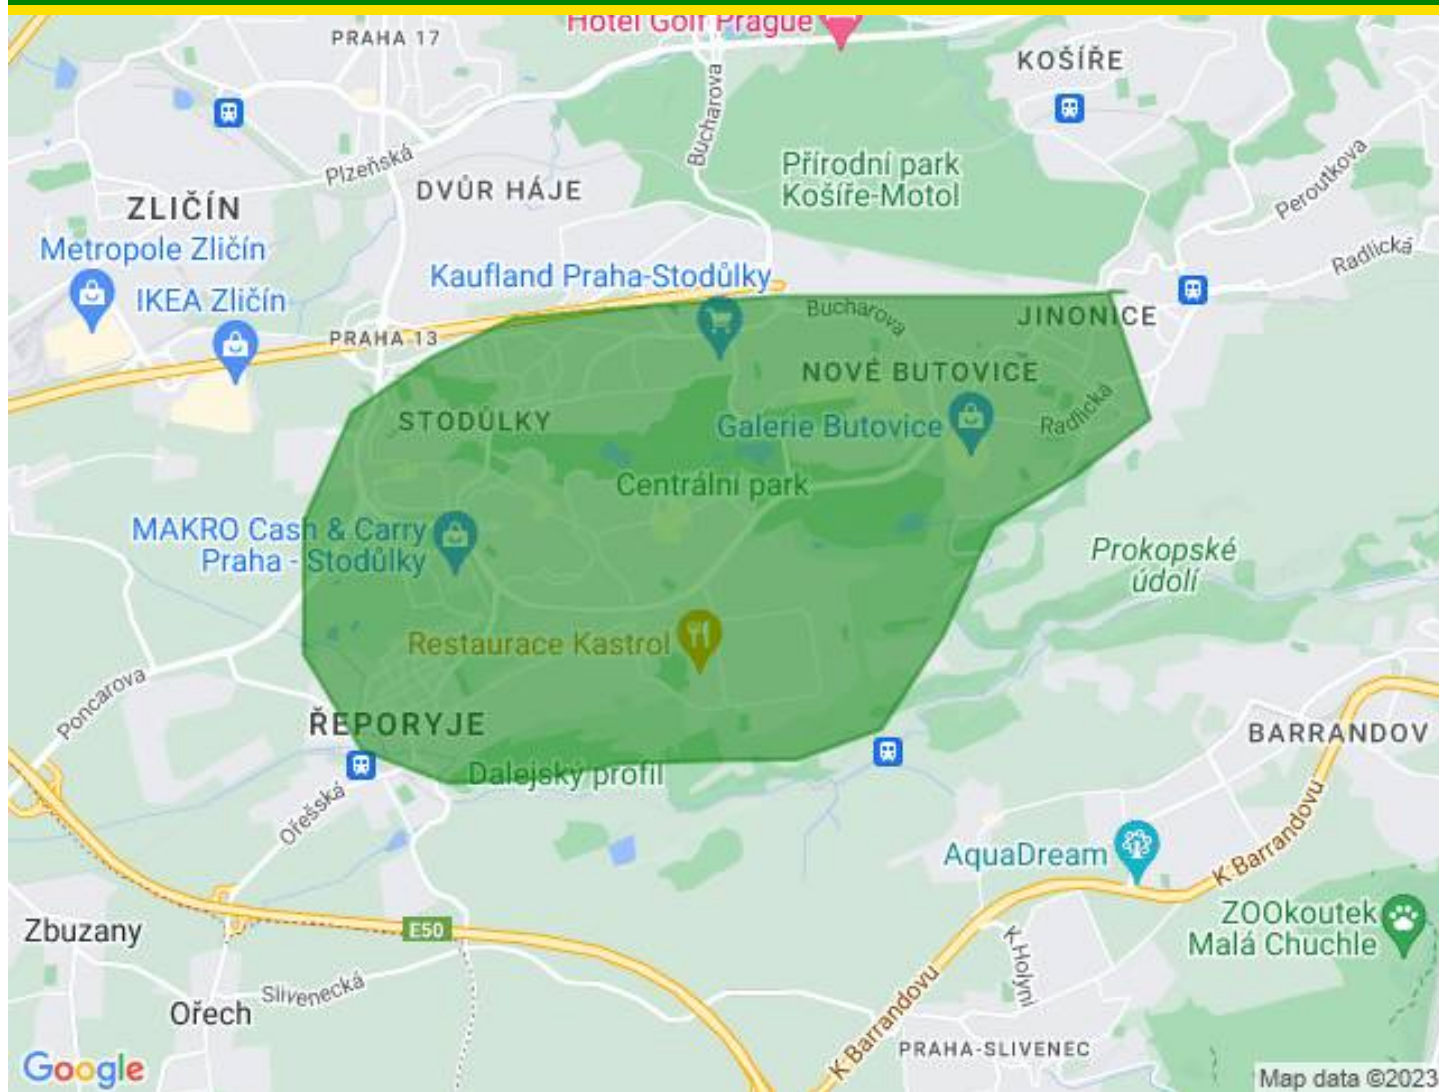 Hotel Golf Prague
PRAHA 17
KOŠÍŘE
Bucharova
Plzeňská
Přírodní park
Košíře-Motol
Peroutkova
DVŮR HÁJE
ZLIČÍN
Metropole Zličín
Radlická
Kaufland Praha-Stodůlky
IKEA Zličín
Bucharova
JINONICE
PRAHA 13
NOVÉ BUTOVICE
STODŮLKY
Galerie Butovice
Radlická
Centrální park
MAKRO Cash & Carry
Praha - Stodůlky
Prokopské
údolí
Restaurace Kastrol
Poncarova
ŘEPORYJE
BARRANDOV
Dalejský profil
Ořešská
K Barrandovu
AquaDream
Zbuzany
E50
ZOOkoutek
Malá Chuchle
K Holyni
Slivenecká
Ořech
K Barrandovu
PRAHA-SLIVENEC
Google
Map data ©2023